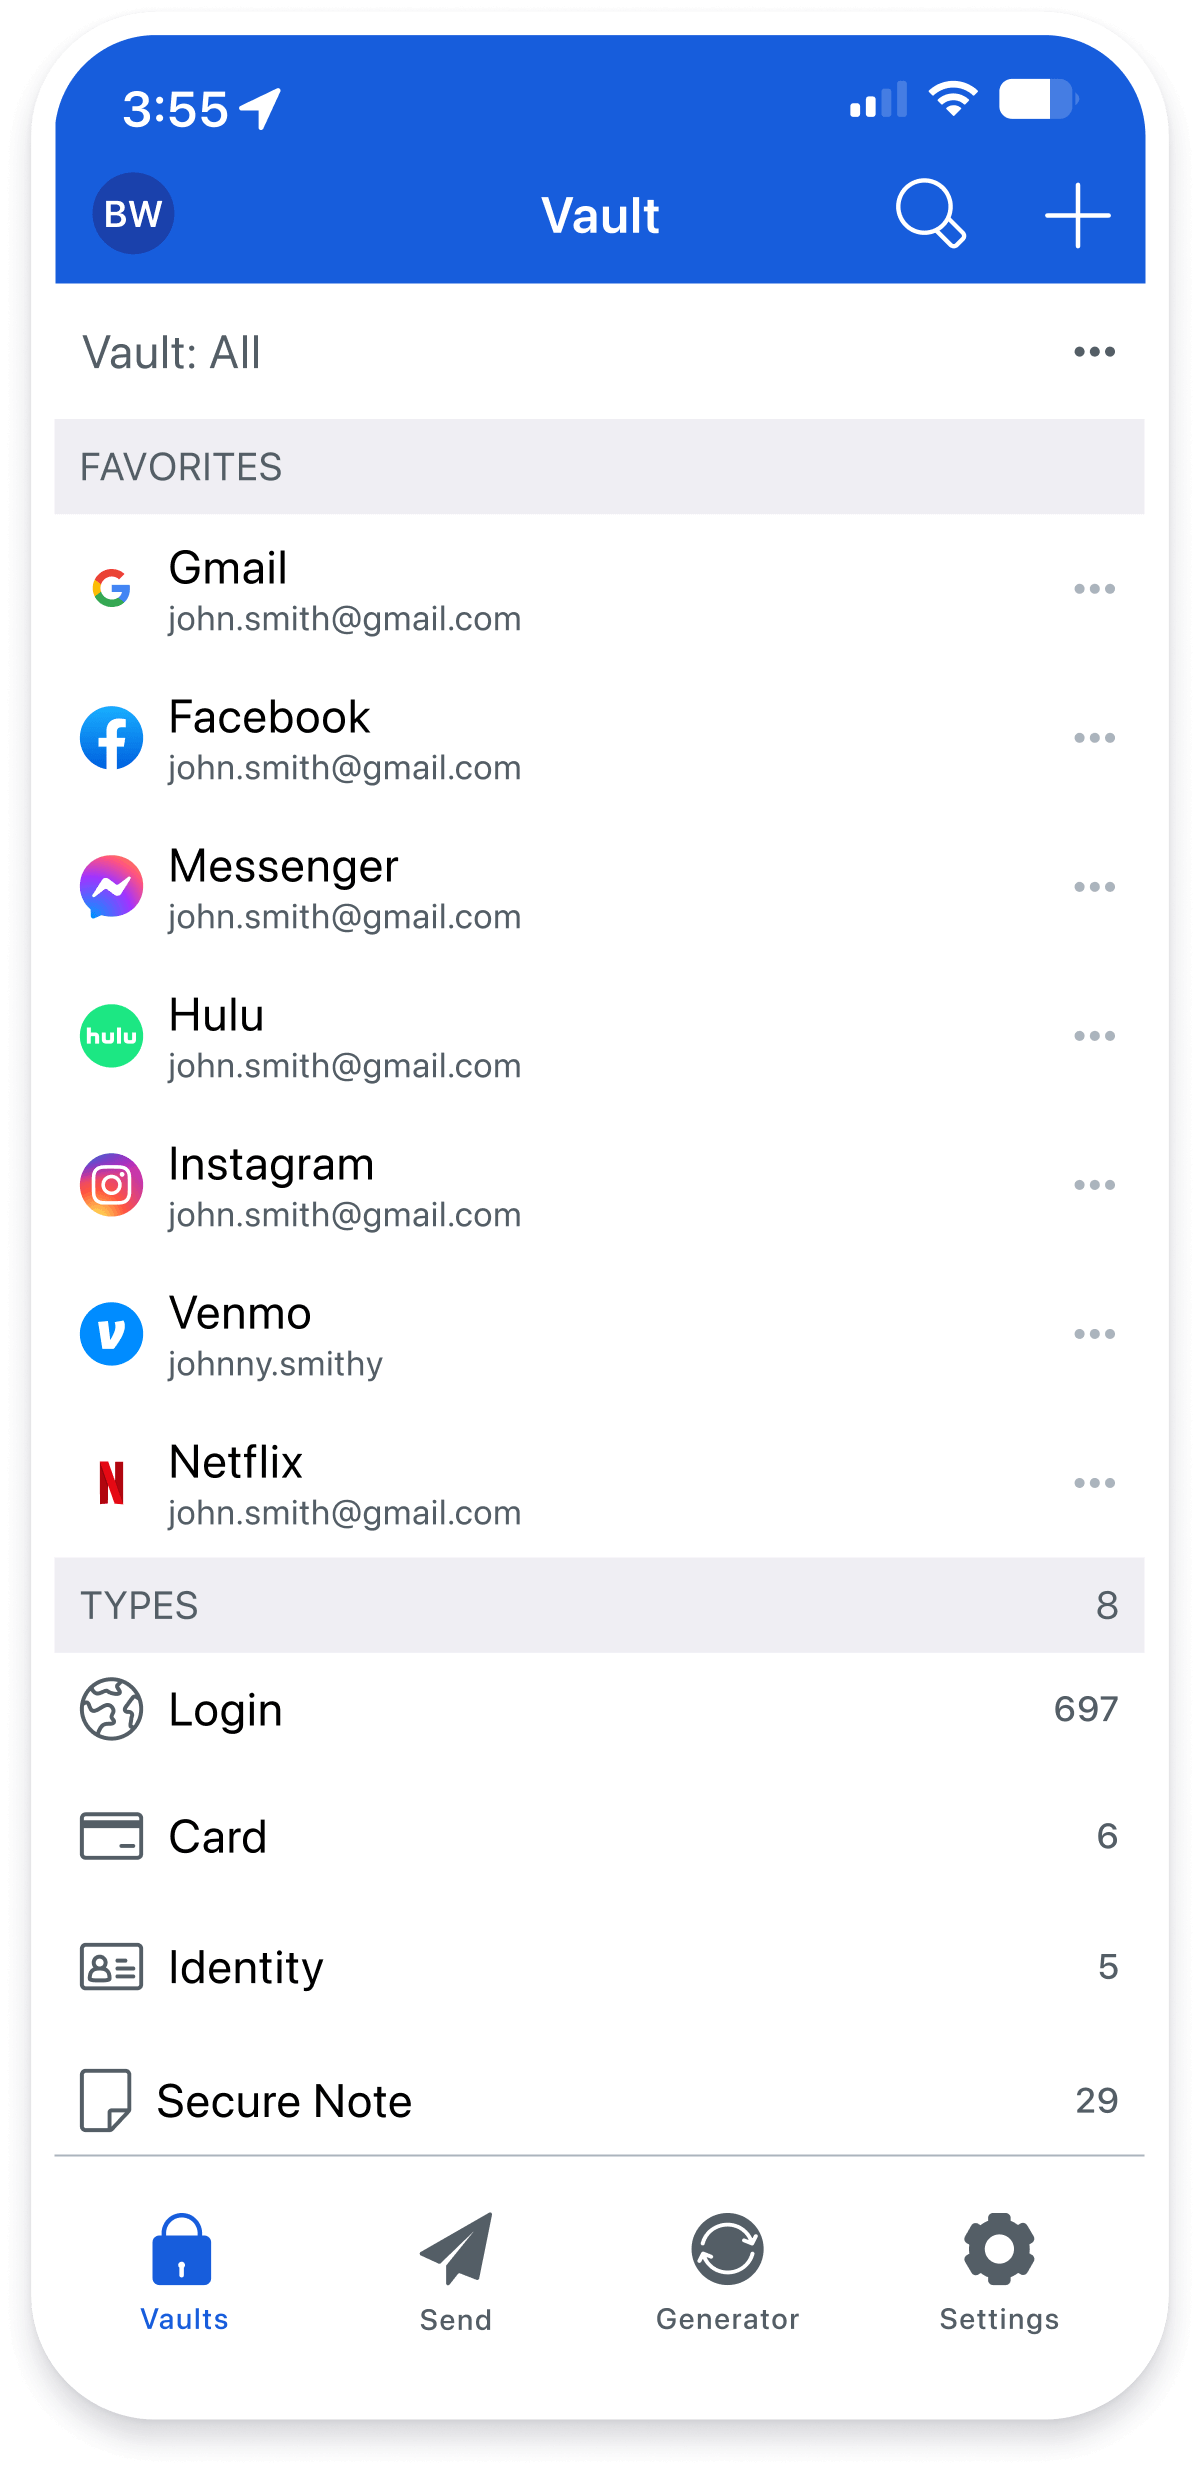 3:55
BW
Vault
Vault: All
FAVORITES
Gmail
john.smith@gmail.com
Facebook
john.smith@gmail.com
Messenger
john.smith@gmail.com
hulu
Hulu
john.smith@gmail.com
Instagram
john.smith@gmail.com
Venmo
johnny.smithy
Netflix
john.smith@gmail.com
TYPES 8
Login 697
Card 6
Identity 5
Secure Note 29
Vaults Send Generator Settings